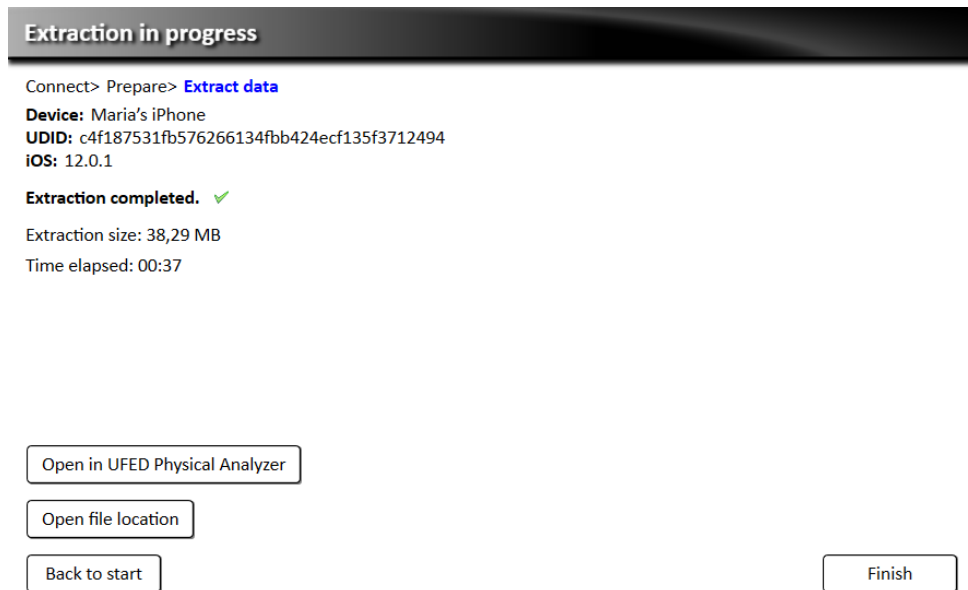 Extraction in progress
Connect> Prepare> Extract data
Device: Maria's iPhone
UDID: c4f187531fb576266134fbb424ecf135f3712494
iOS: 12.0.1
Extraction completed.
Extraction size: 38,29 MB
Time elapsed: 00:37
Open in UFED Physical Analyzer
Open file location
Back to start
Finish